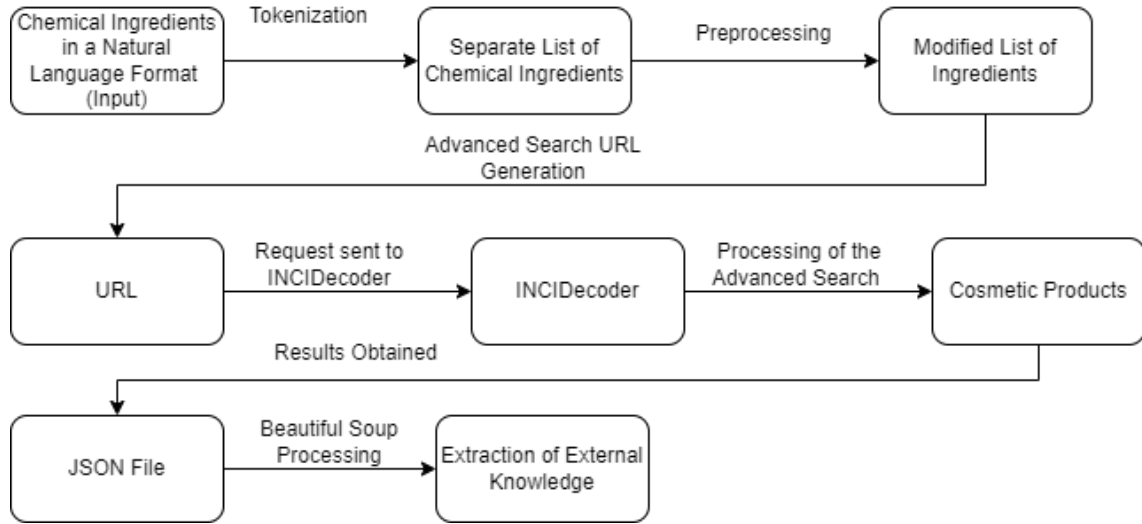 Chemical Ingredients
in a Natural
Language Format
(Input)
Tokenization
Separate List of
Chemical Ingredients
Preprocessing
Modified List of
Ingredients
Advanced Search URL
Generation
URL
Request sent to
INCIDecoder
INCIDecoder
Processing of the
Advanced Search
Cosmetic Products
Results Obtained
JSON File
Beautiful Soup
Processing
Extraction of External
Knowledge